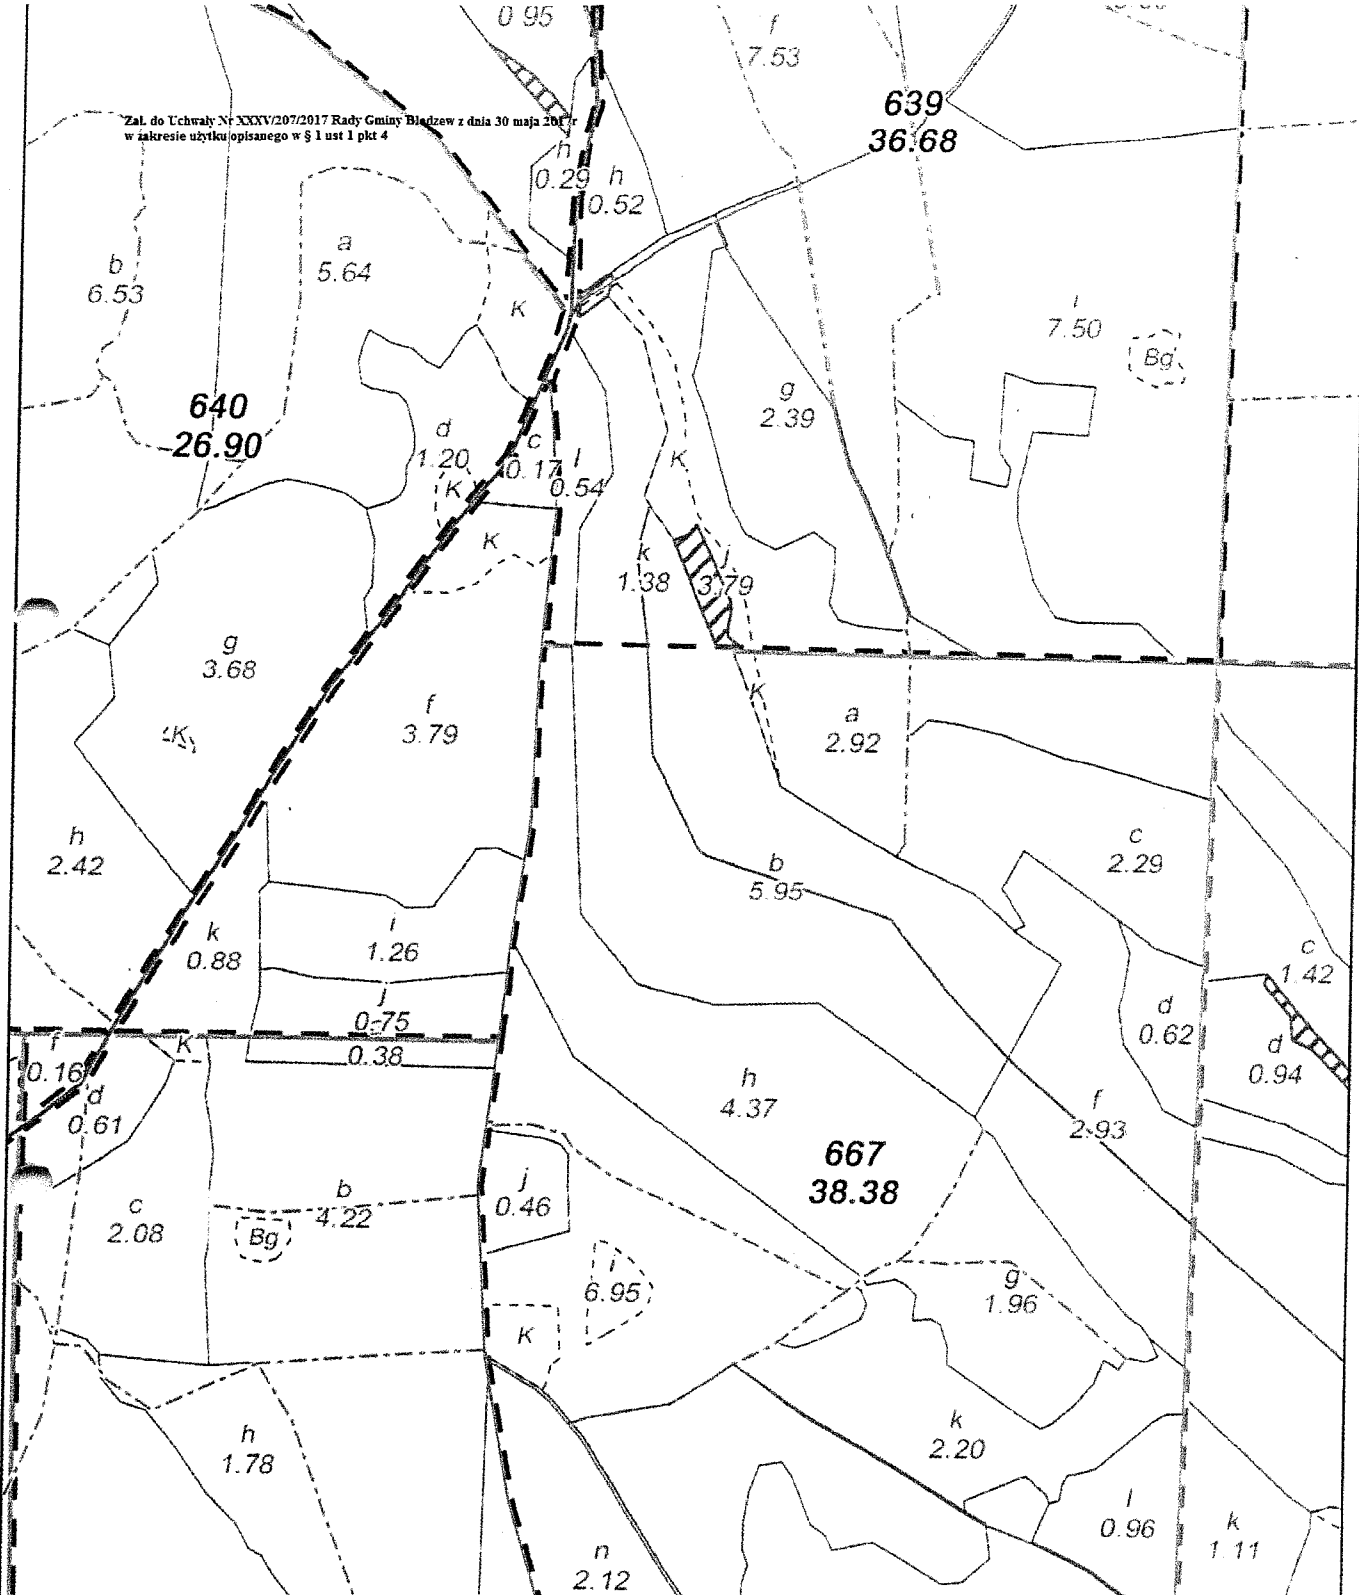 0 95
f
7.53
639
36.68
Zał. do Uchwały Nr XXXV/207/2017 Rady Gminy Bledzew z dnia 30 maja 2017 r
w zakresie użytku opisanego w § 1 ust 1 pkt 4
h
0.29
h
0.52
a
5.64
b
6.53
K
i
7.50
Bg
g
2.39
640
26.90
d
1.20
c
0.17
l
0.54
K
K
K
k
1.38
j
3.79
g
3.68
K
f
3.79
K
a
2.92
h
2.42
b
5.95
c
2.29
k
0.88
i
1.26
c
1.42
j
0.75
0.38
d
0.62
d
0.94
f
0.16
K
d
0.61
h
4.37
f
2.93
667
38.38
c
2.08
b
4.22
Bg
j
0.46
i
6.95
g
1.96
K
h
1.78
k
2.20
l
0.96
k
1.11
n
2.12